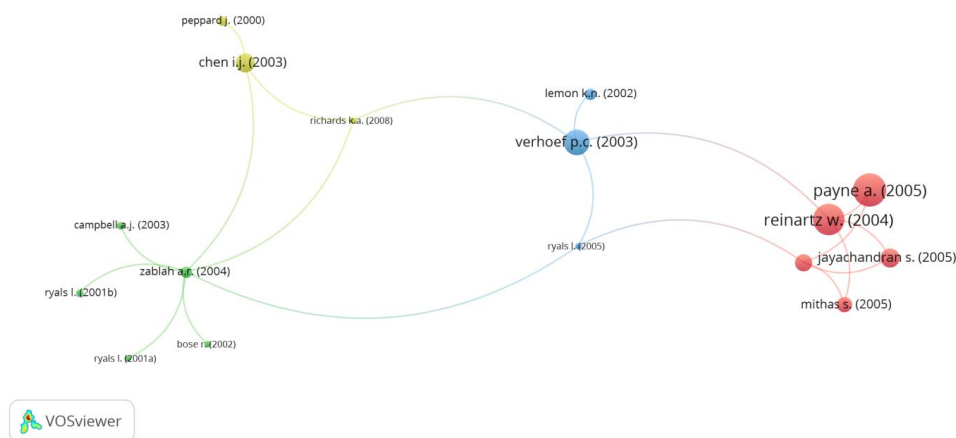 peppard j. (2000)
chen i.j. (2003)
lemon k.n. (2002)
richards k.a. (2008)
verhoef p.c. (2003)
payne a. (2005)
reinartz w. (2004)
campbell a.j. (2003)
ryals l. (2005)
jayachandran s. (2005)
zablah a.r. (2004)
ryals l. (2001b)
mithas s. (2005)
bose r. (2002)
ryals l. (2001a)
VOSviewer